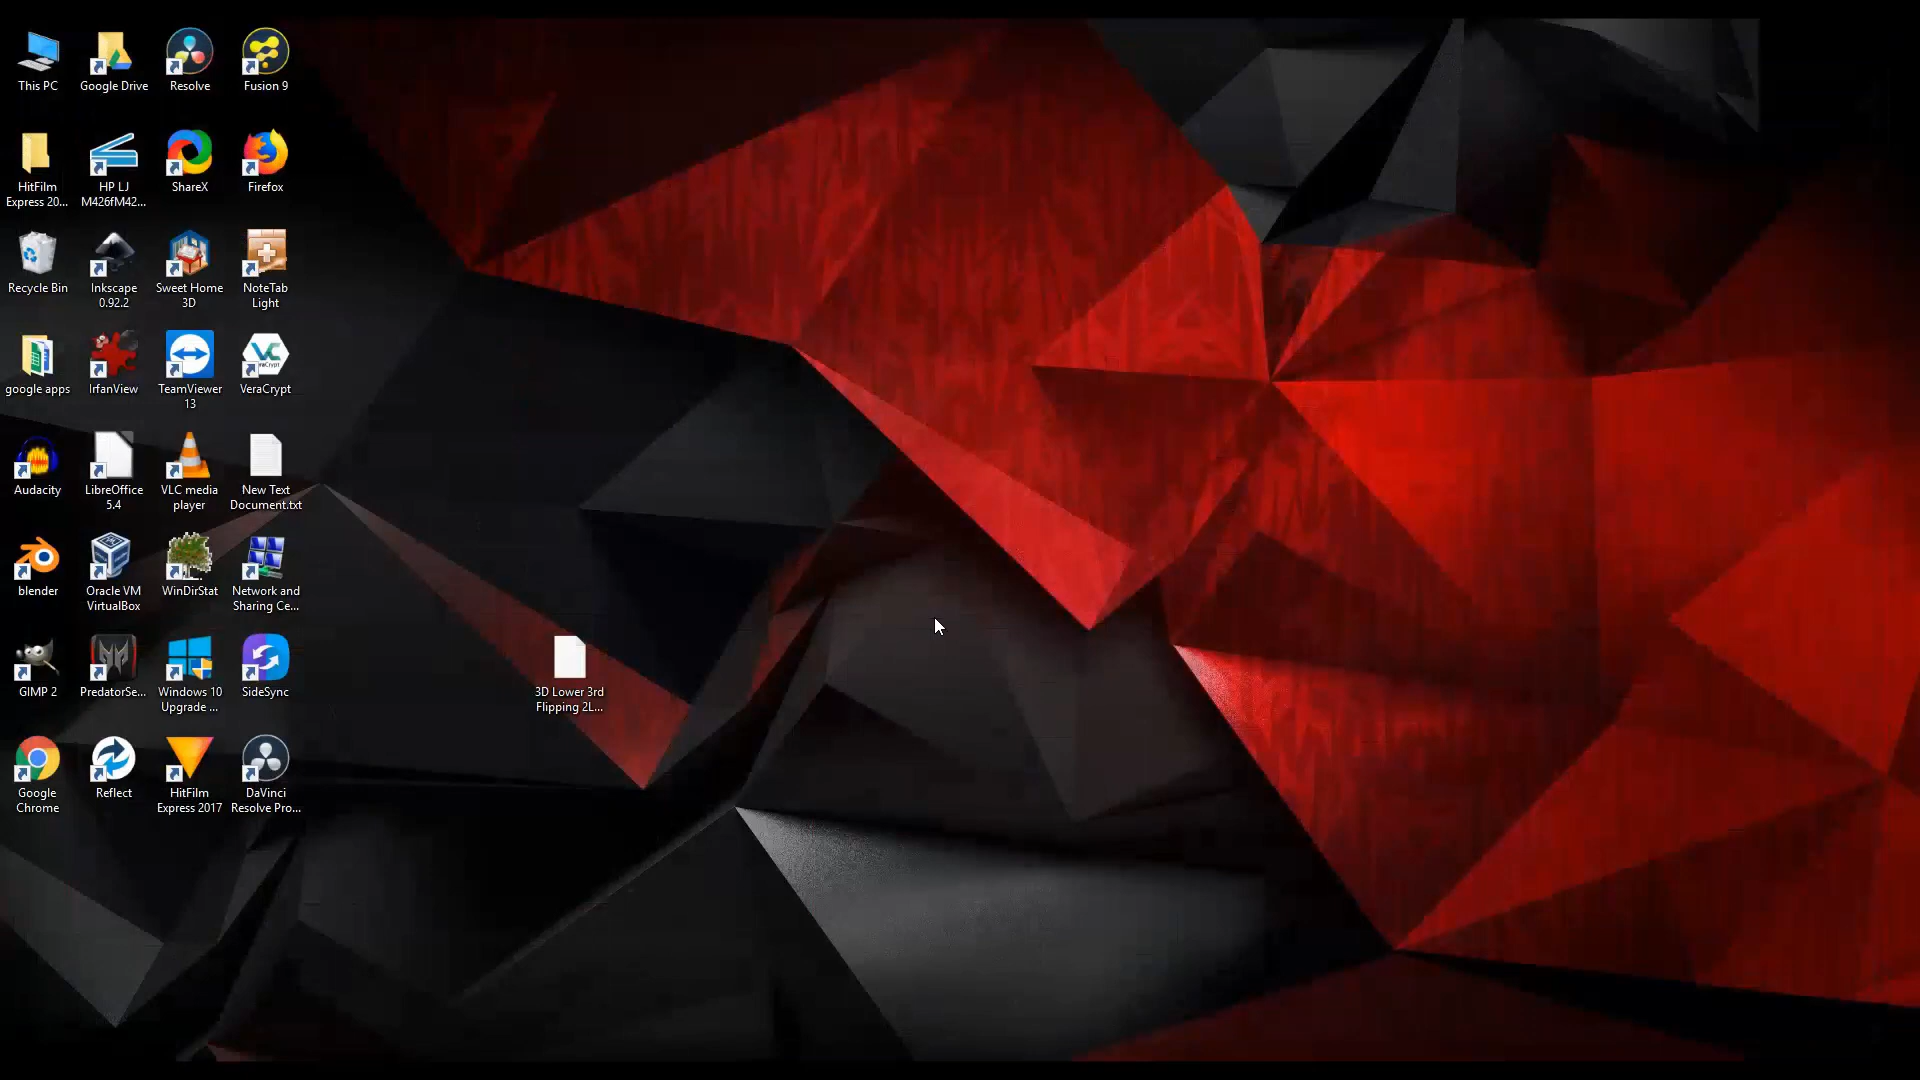 This PC
Google Drive
Resolve
Fusion 9
HitFilm
Express 20...
HP LJ
M426fM42...
ShareX
Firefox
Recycle Bin
Inkscape
0.92.2
Sweet Home
3D
NoteTab
Light
google apps
IrfanView
TeamViewer
13
VeraCrypt
Audacity
LibreOffice
5.4
VLC media
player
New Text
Document.txt
blender
Oracle VM
VirtualBox
WinDirStat
Network and
Sharing Ce...
GIMP 2
PredatorSe...
Windows 10
Upgrade ...
SideSync
3D Lower 3rd
Flipping 2L...
Google
Chrome
Reflect
HitFilm
Express 2017
DaVinci
Resolve Pro...